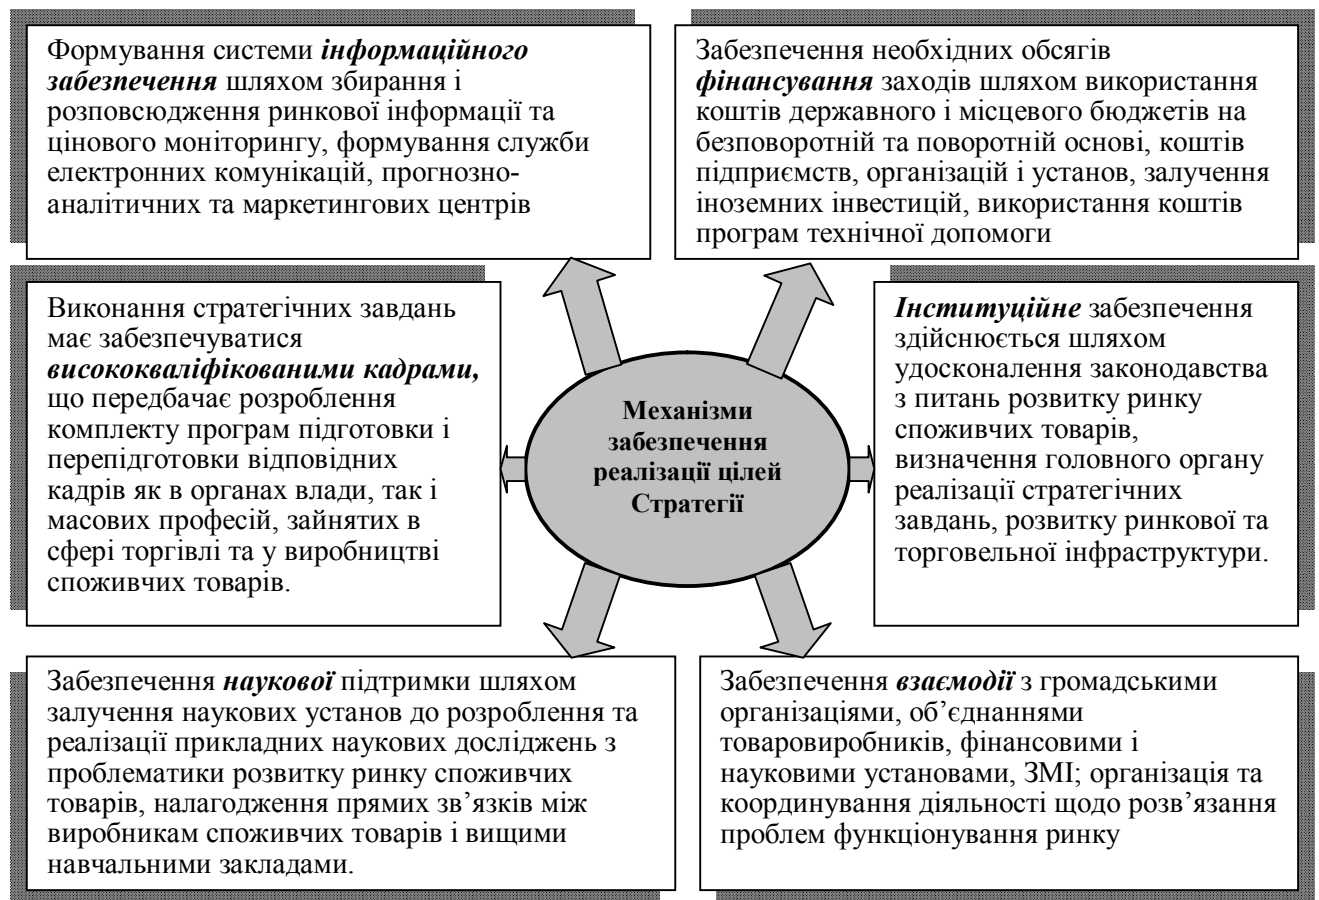 Формування системи інформаційного
забезпечення шляхом збирання і
розповсюдження ринкової інформації та
цінового моніторингу, формування служби
електронних комунікацій, прогнозно-
аналітичних та маркетингових центрів
Забезпечення необхідних обсягів
фінансування заходів шляхом використання
коштів державного і місцевого бюджетів на
безповоротній та поворотній основі, коштів
підприємств, організацій і установ, залучення
іноземних інвестицій, використання коштів
програм технічної допомоги
Виконання стратегічних завдань
має забезпечуватися
висококваліфікованими кадрами,
що передбачає розроблення
комплекту програм підготовки і
перепідготовки відповідних
кадрів як в органах влади, так і
масових професій, зайнятих в
сфері торгівлі та у виробництві
споживчих товарів.
Механізми
забезпечення
реалізації цілей
Стратегії
Інституційне забезпечення
здійснюється шляхом
удосконалення законодавства
з питань розвитку ринку
споживчих товарів,
визначення головного органу
реалізації стратегічних
завдань, розвитку ринкової та
торговельної інфраструктури.
Забезпечення наукової підтримки шляхом
залучення наукових установ до розроблення та
реалізації прикладних наукових досліджень з
проблематики розвитку ринку споживчих
товарів, налагодження прямих зв’язків між
виробникам споживчих товарів і вищими
навчальними закладами.
Забезпечення взаємодії з громадськими
організаціями, об’єднаннями
товаровиробників, фінансовими і
науковими установами, ЗМІ; організація та
координування діяльності щодо розв’язання
проблем функціонування ринку